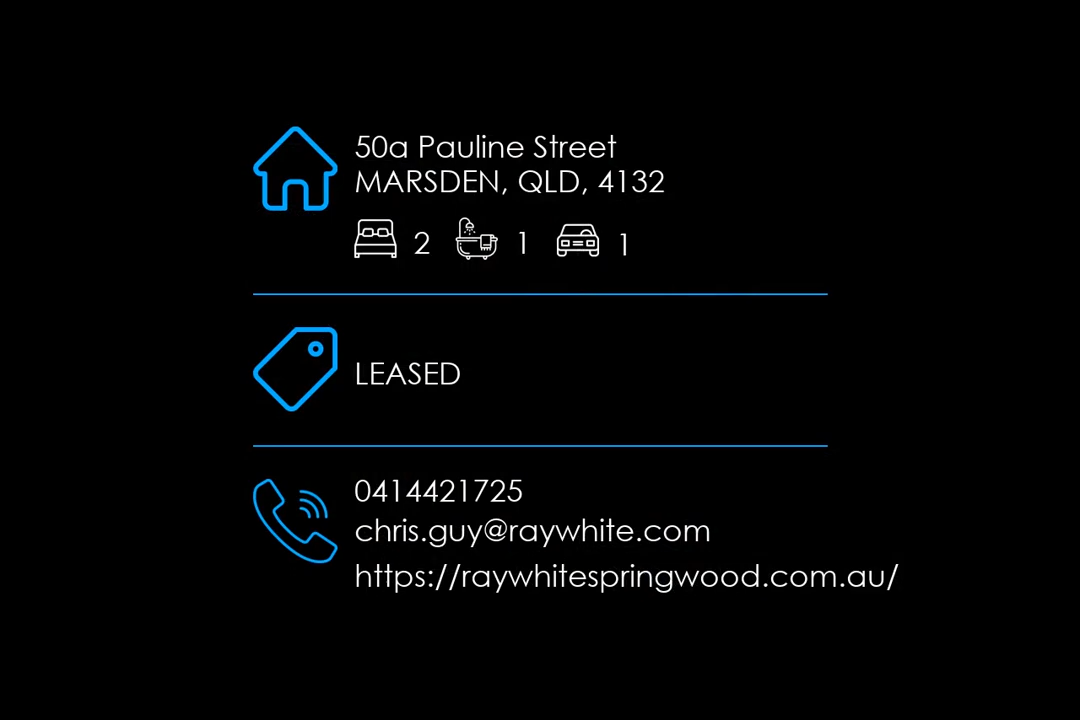 50a Pauline Street
MARSDEN, QLD, 4132
2 1 1
LEASED
0414421725
chris.guy@raywhite.com
https://raywhitespringwood.com.au/